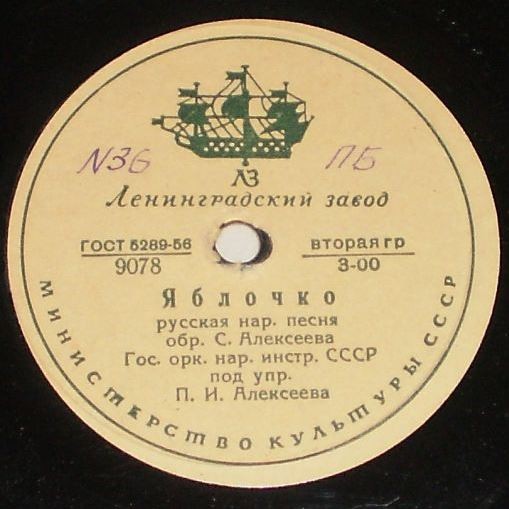 N36
ПБ
ЛЗ
Ленинградский завод
ГОСТ 5289-56
вторая гр
9078
3-00
Яблочко
русская нар. песня
обр. С. Алексеева
Гос. орк. нар. инстр. СССР
под упр.
П. И. Алексеева
МИНИСТЕРСТВО КУЛЬТУРЫ СССР